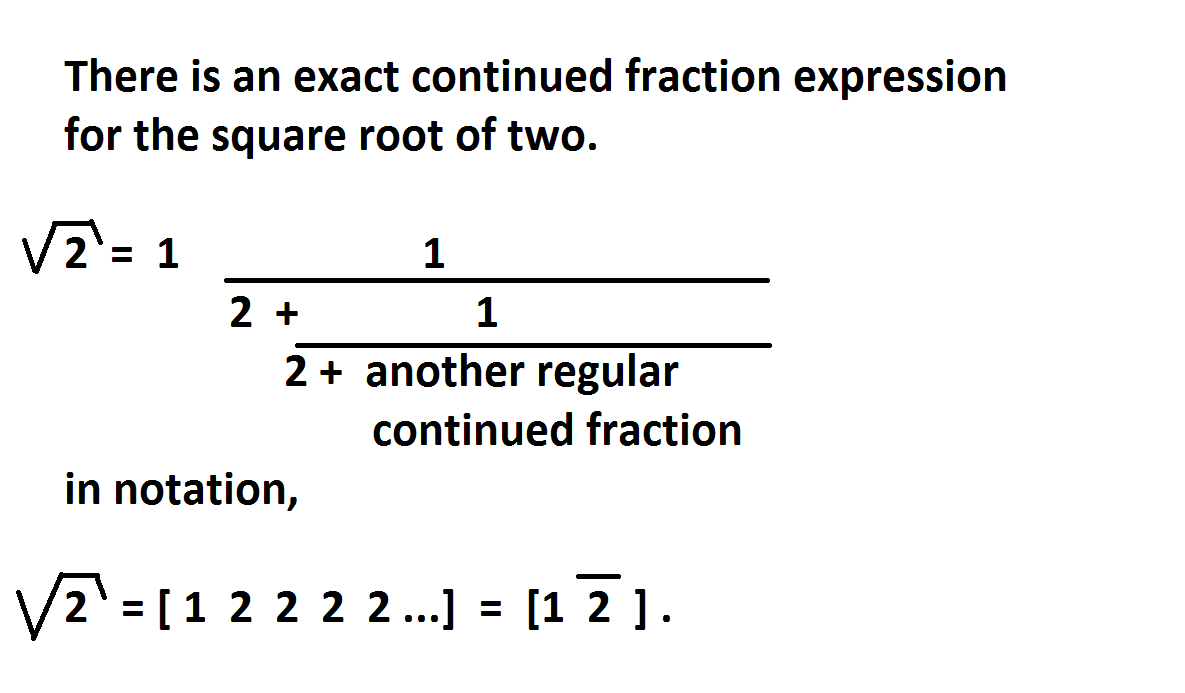 There is an exact continued fraction expression
for the square root of two.
√2 = 1 1
2 + 1
2 + another regular
continued fraction
in notation,
√2 = [ 1 2 2 2 2 ...] = [1 2̅ ] .